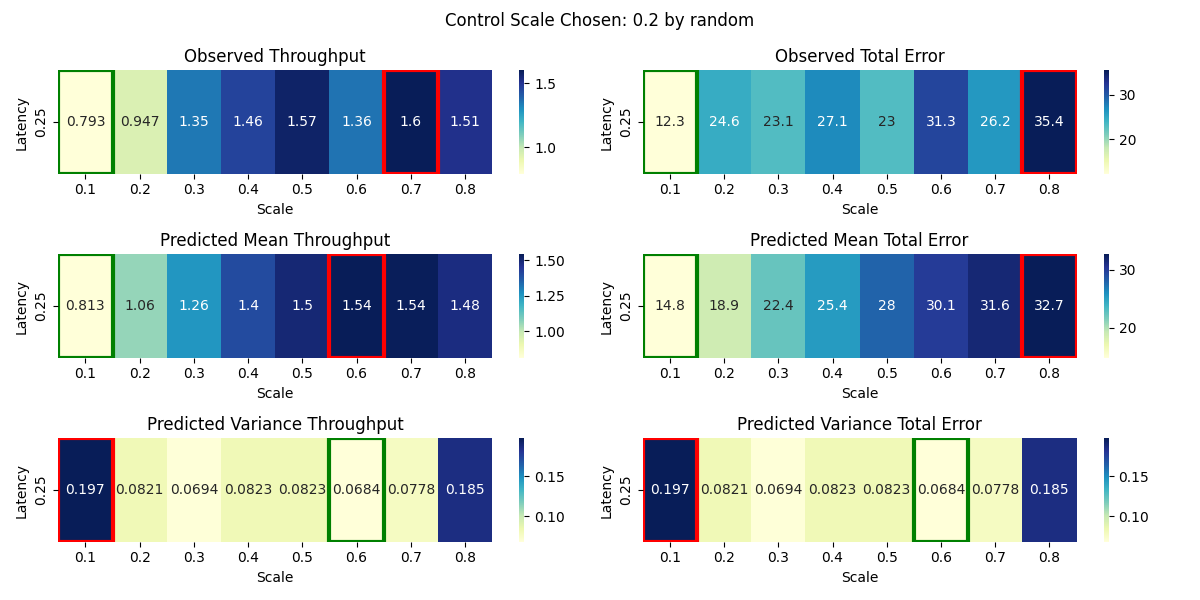 Control Scale Chosen: 0.2 by random
Observed Throughput
Latency
0.25
0.793 0.947 1.35 1.46 1.57 1.36 1.6 1.51
0.1 0.2 0.3 0.4 0.5 0.6 0.7 0.8
Scale
1.5
1.0
Observed Total Error
Latency
0.25
12.3 24.6 23.1 27.1 23 31.3 26.2 35.4
0.1 0.2 0.3 0.4 0.5 0.6 0.7 0.8
Scale
30
20
Predicted Mean Throughput
Latency
0.25
0.813 1.06 1.26 1.4 1.5 1.54 1.54 1.48
0.1 0.2 0.3 0.4 0.5 0.6 0.7 0.8
Scale
1.50
1.25
1.00
Predicted Mean Total Error
Latency
0.25
14.8 18.9 22.4 25.4 28 30.1 31.6 32.7
0.1 0.2 0.3 0.4 0.5 0.6 0.7 0.8
Scale
30
20
Predicted Variance Throughput
Latency
0.25
0.197 0.0821 0.0694 0.0823 0.0823 0.0684 0.0778 0.185
0.1 0.2 0.3 0.4 0.5 0.6 0.7 0.8
Scale
0.15
0.10
Predicted Variance Total Error
Latency
0.25
0.197 0.0821 0.0694 0.0823 0.0823 0.0684 0.0778 0.185
0.1 0.2 0.3 0.4 0.5 0.6 0.7 0.8
Scale
0.15
0.10